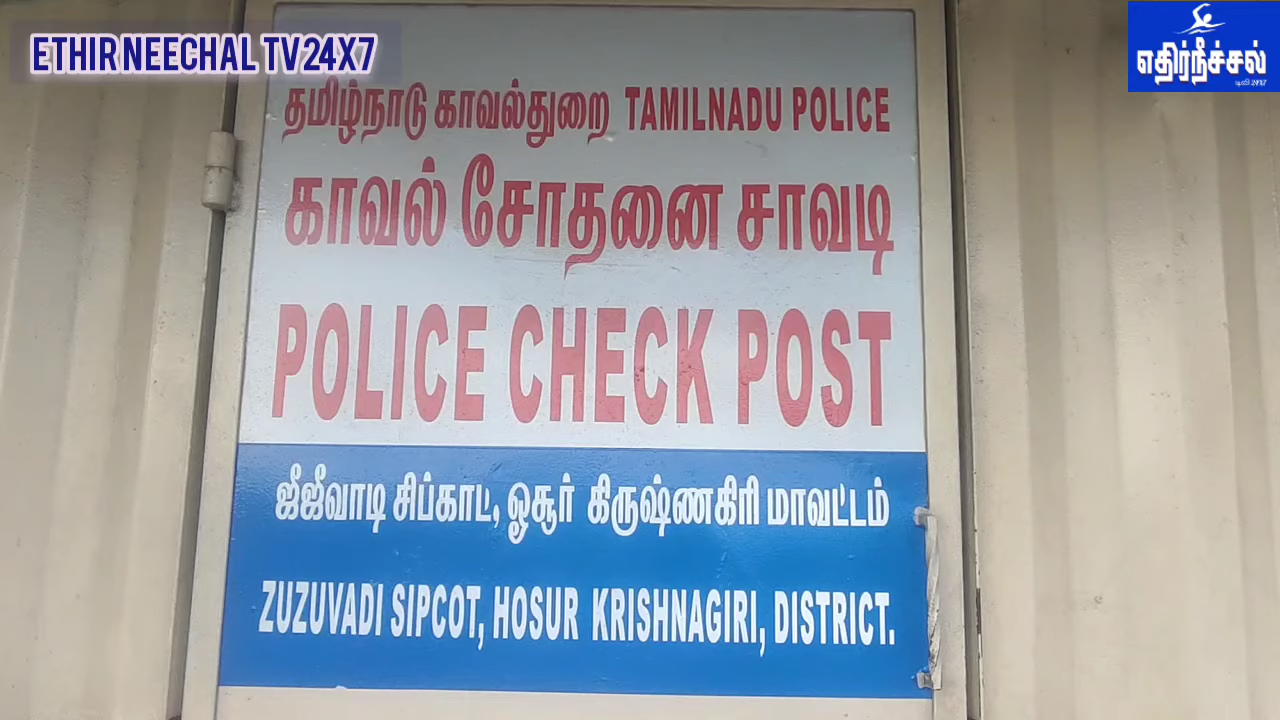 ETHIR NEECHAL TV24X7
எதிர்நீச்சல்
டிவி 24X7
தமிழ்நாடு காவல்துறை TAMILNADU POLICE
காவல் சோதனை சாவடி
POLICE CHECK POST
ஜீஜீவாடி சிப்காட், ஓசூர் கிருஷ்ணகிரி மாவட்டம்
ZUZUVADI SIPCOT, HOSUR KRISHNAGIRI, DISTRICT.